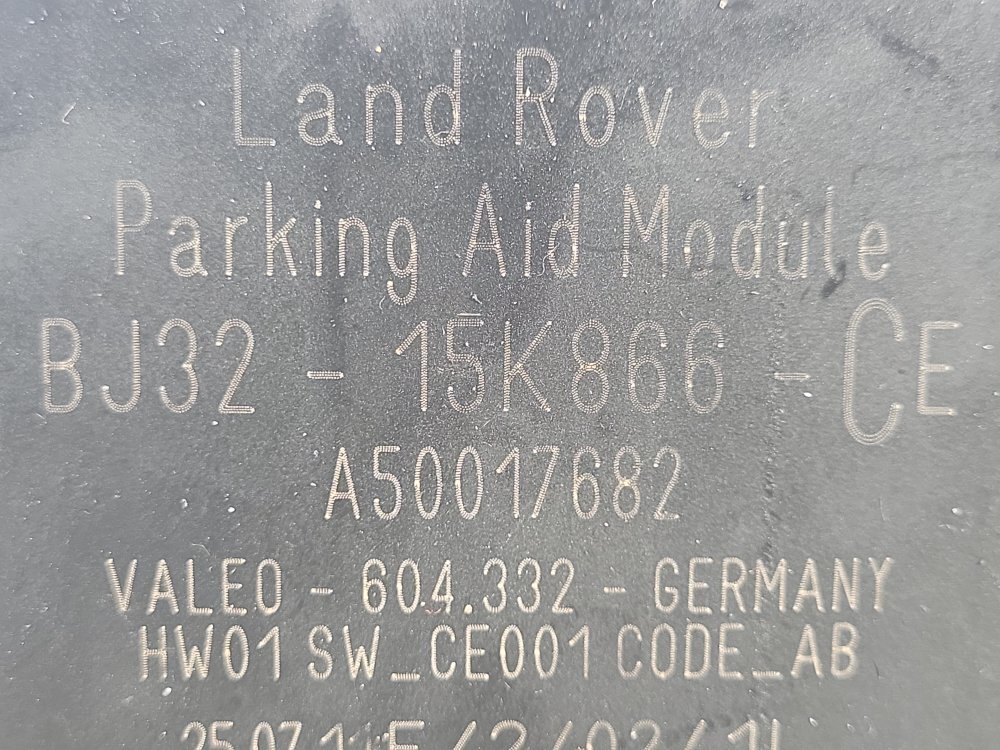 Land Rover
Parking Aid Module
BJ32 - 15K866 - CE
A50017682
VALEO - 604.332 - GERMANY
HW01 SW_CE001 CODE_AB